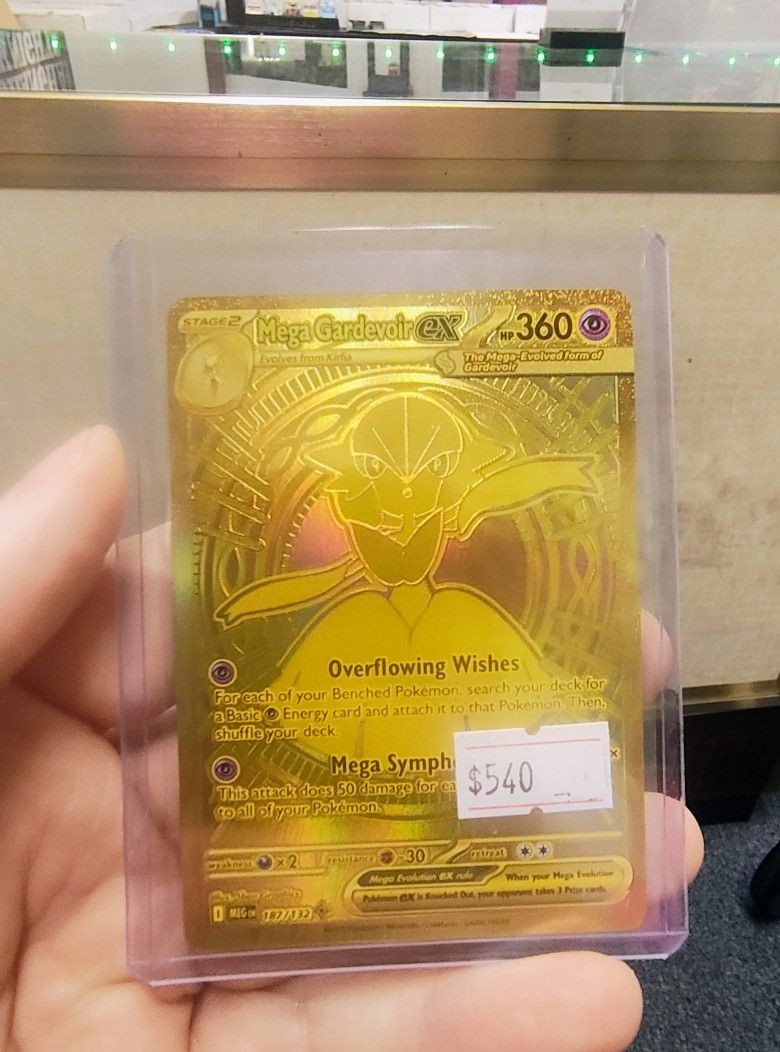 STAGE2
Mega Gardevoir ex
HP 360
Evolves from Kirlia
The Mega-Evolved form of
Gardevoir
Overflowing Wishes
For each of your Benched Pokémon, search your deck for
a Basic Energy card and attach it to that Pokémon. Then,
shuffle your deck.
Mega Symph
x
This attack does 50 damage for ea
to all of your Pokémon.
$540
weakness ×2
resistance -30
retreat
Mega Evolution ex rule
When your Mega Evolution
Pokémon ex is Knocked Out, your opponent takes 3 Prize cards.
I MEG EN 187/132